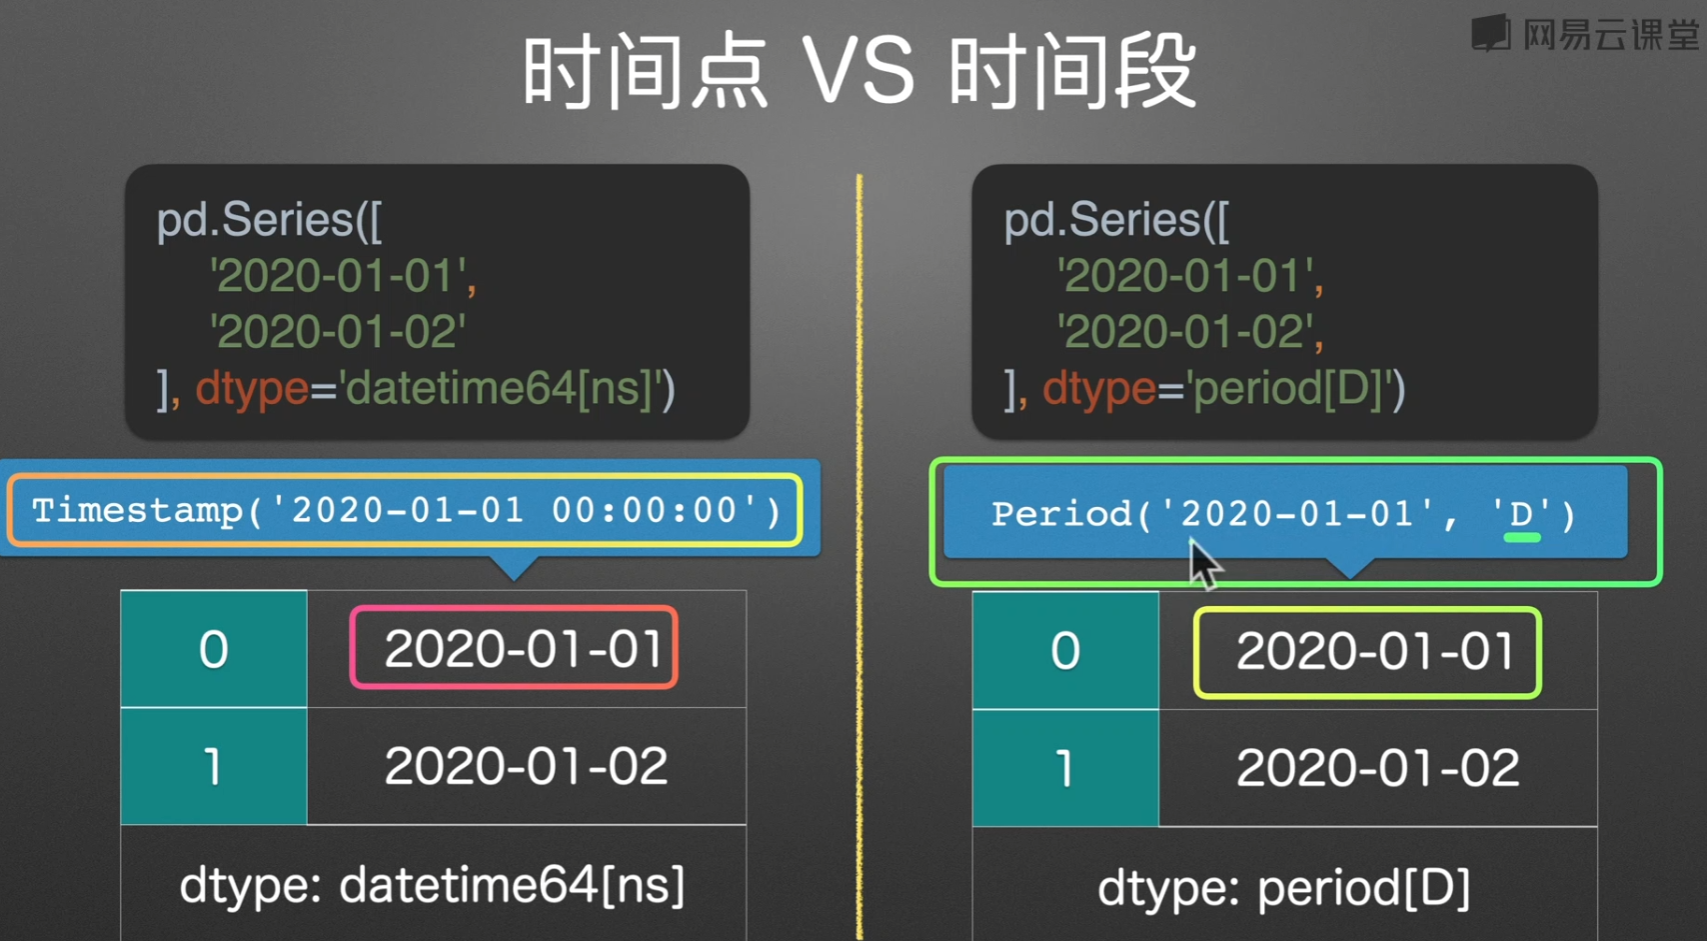 网易云课堂
时间点 VS 时间段
pd.Series([
'2020-01-01',
'2020-01-02'
], dtype='datetime64[ns]')
Timestamp('2020-01-01 00:00:00')
0 2020-01-01
1 2020-01-02
dtype: datetime64[ns]
pd.Series([
'2020-01-01',
'2020-01-02',
], dtype='period[D]')
Period('2020-01-01', 'D')
0 2020-01-01
1 2020-01-02
dtype: period[D]